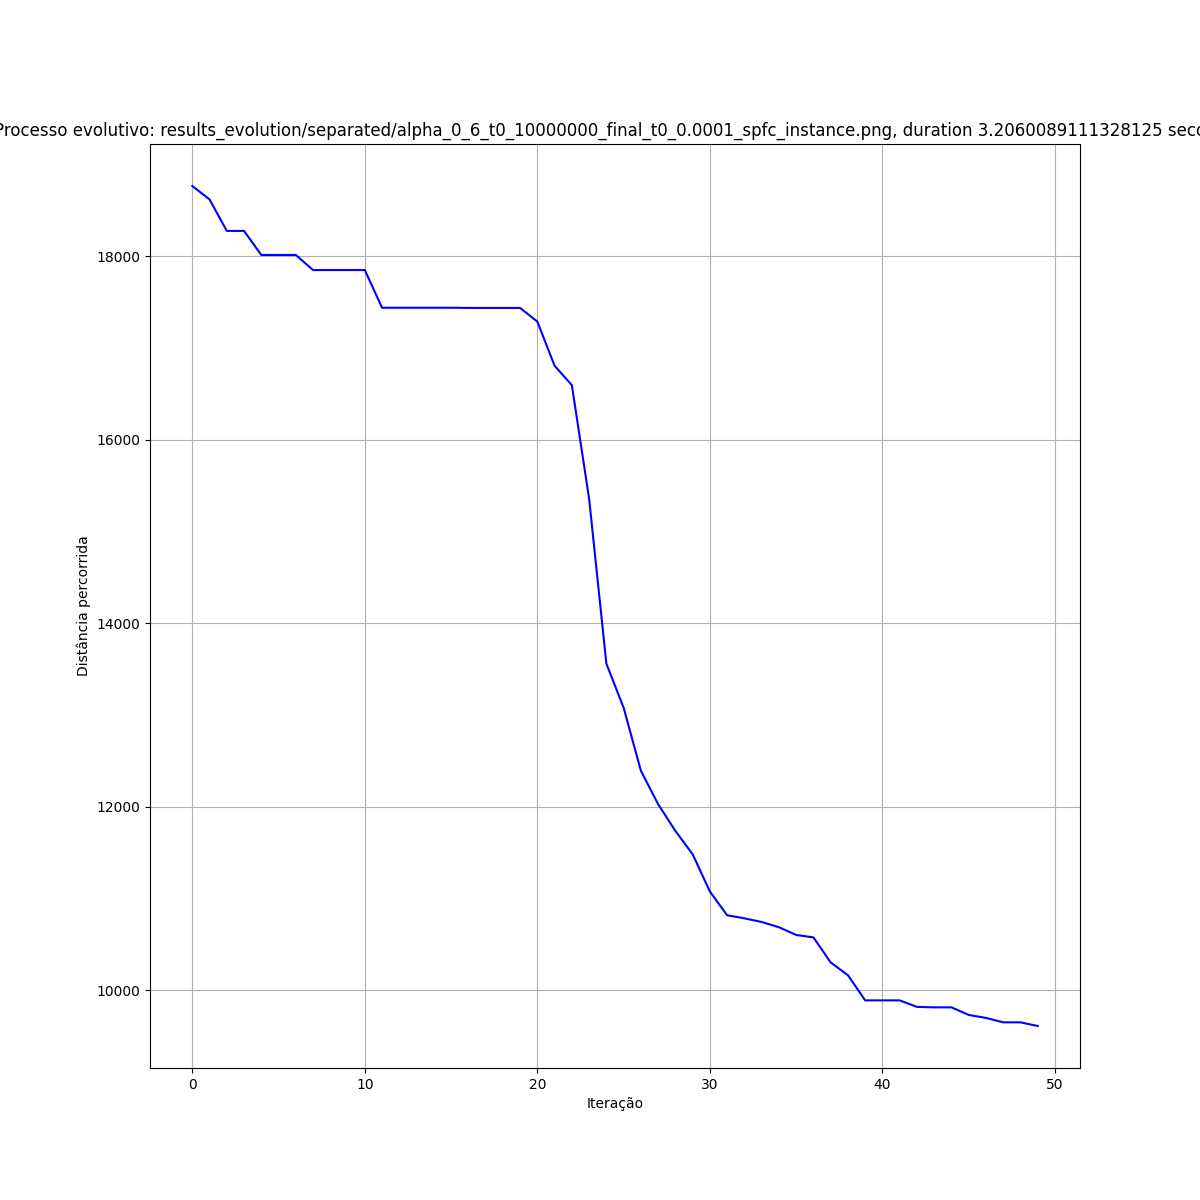 Processo evolutivo: results_evolution/separated/alpha_0_6_t0_10000000_final_t0_0.0001_spfc_instance.png, duration 3.2060089111328125 seco
18000
16000
14000
12000
10000
Distância percorrida
0 10 20 30 40 50
Iteração